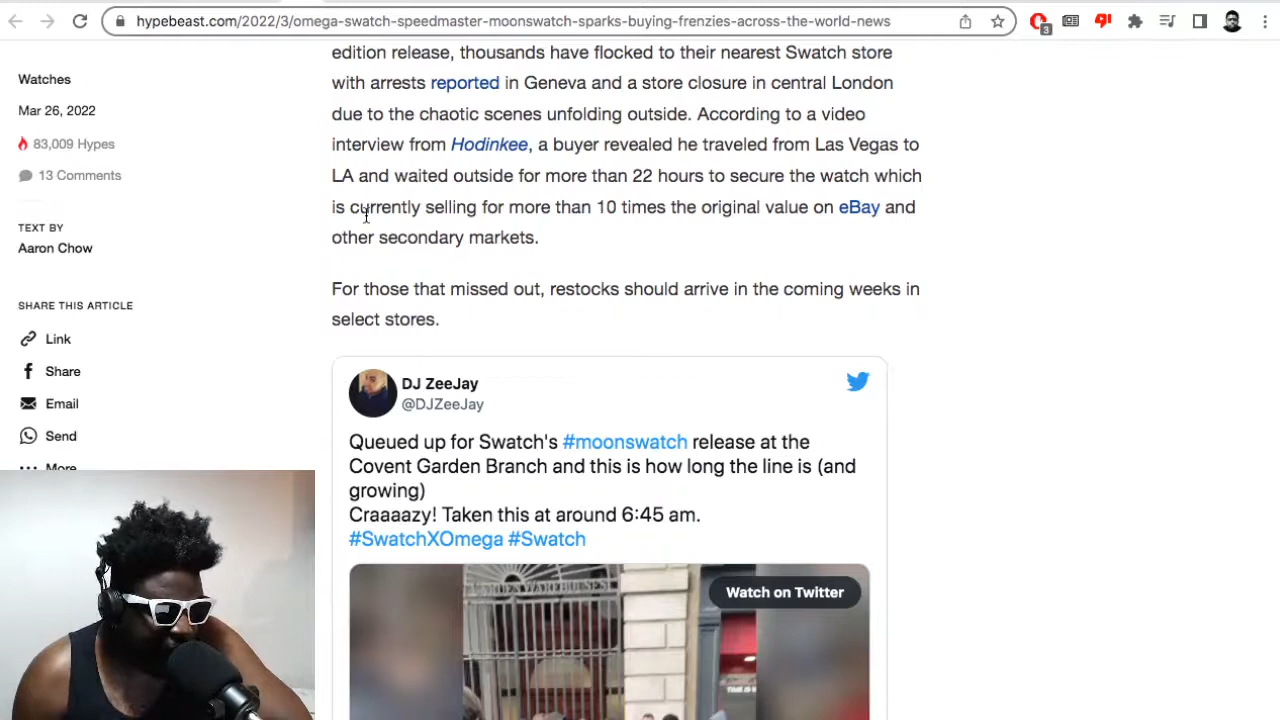 hypebeast.com/2022/3/omega-swatch-speedmaster-moonswatch-sparks-buying-frenzies-across-the-world-news
3
edition release, thousands have flocked to their nearest Swatch store
Watches
with arrests reported in Geneva and a store closure in central London
Mar 26, 2022
due to the chaotic scenes unfolding outside. According to a video
83,009 Hypes
interview from Hodinkee, a buyer revealed he traveled from Las Vegas to
13 Comments
LA and waited outside for more than 22 hours to secure the watch which
is currently selling for more than 10 times the original value on eBay and
TEXT BY
other secondary markets.
Aaron Chow
For those that missed out, restocks should arrive in the coming weeks in
SHARE THIS ARTICLE
select stores.
Link
Share
DJ ZeeJay
@DJZeeJay
Email
Send
Queued up for Swatch's #moonswatch release at the
More
Covent Garden Branch and this is how long the line is (and
growing)
Craaaazy! Taken this at around 6:45 am.
#SwatchXOmega #Swatch
Watch on Twitter